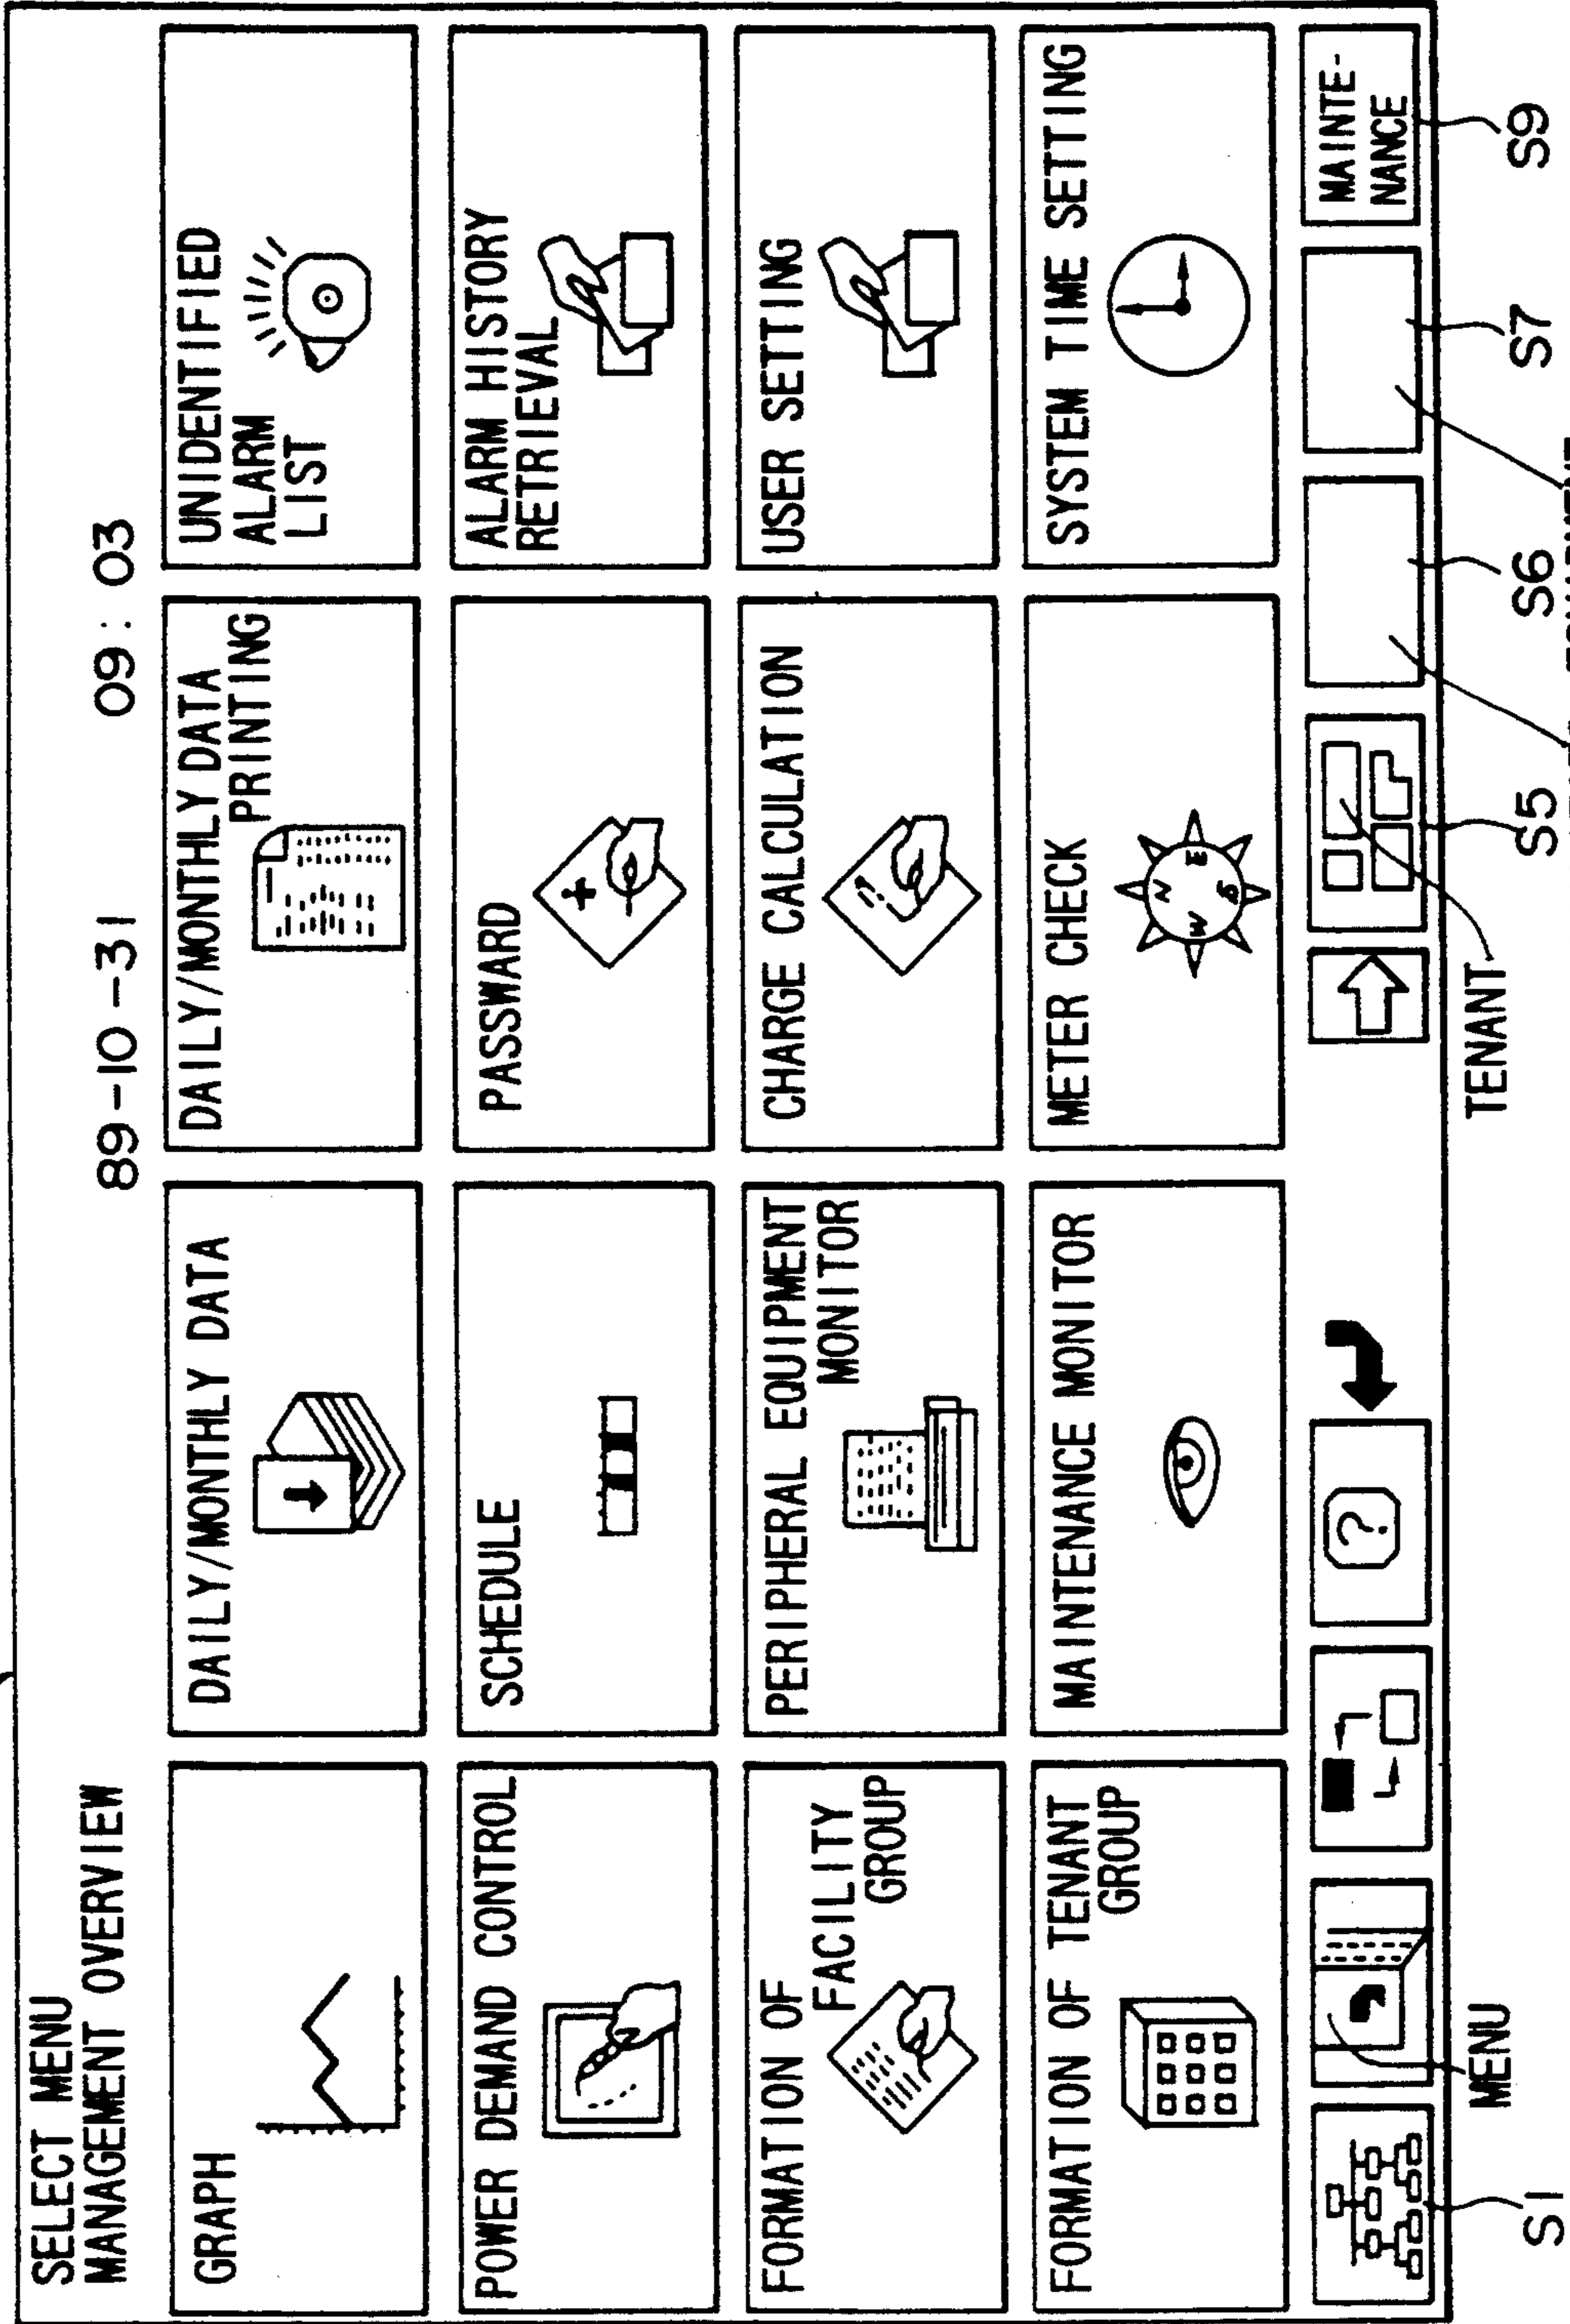 SELECT MENU
MANAGEMENT OVERVIEW
89-10-31 09:03
GRAPH
DAILY/MONTHLY DATA
DAILY/MONTHLY DATA
PRINTING
UNIDENTIFIED
ALARM
LIST
POWER DEMAND CONTROL
SCHEDULE
PASSWARD
ALARM HISTORY
RETRIEVAL
FORMATION OF
FACILITY
GROUP
PERIPHERAL EQUIPMENT
MONITOR
CHARGE CALCULATION
USER SETTING
FORMATION OF TENANT
GROUP
MAINTENANCE MONITOR
METER CHECK
N
W E
S
SYSTEM TIME SETTING
?
MAINTE-
NANCE
MENU
TENANT
S1
S5
S6
S7
S9